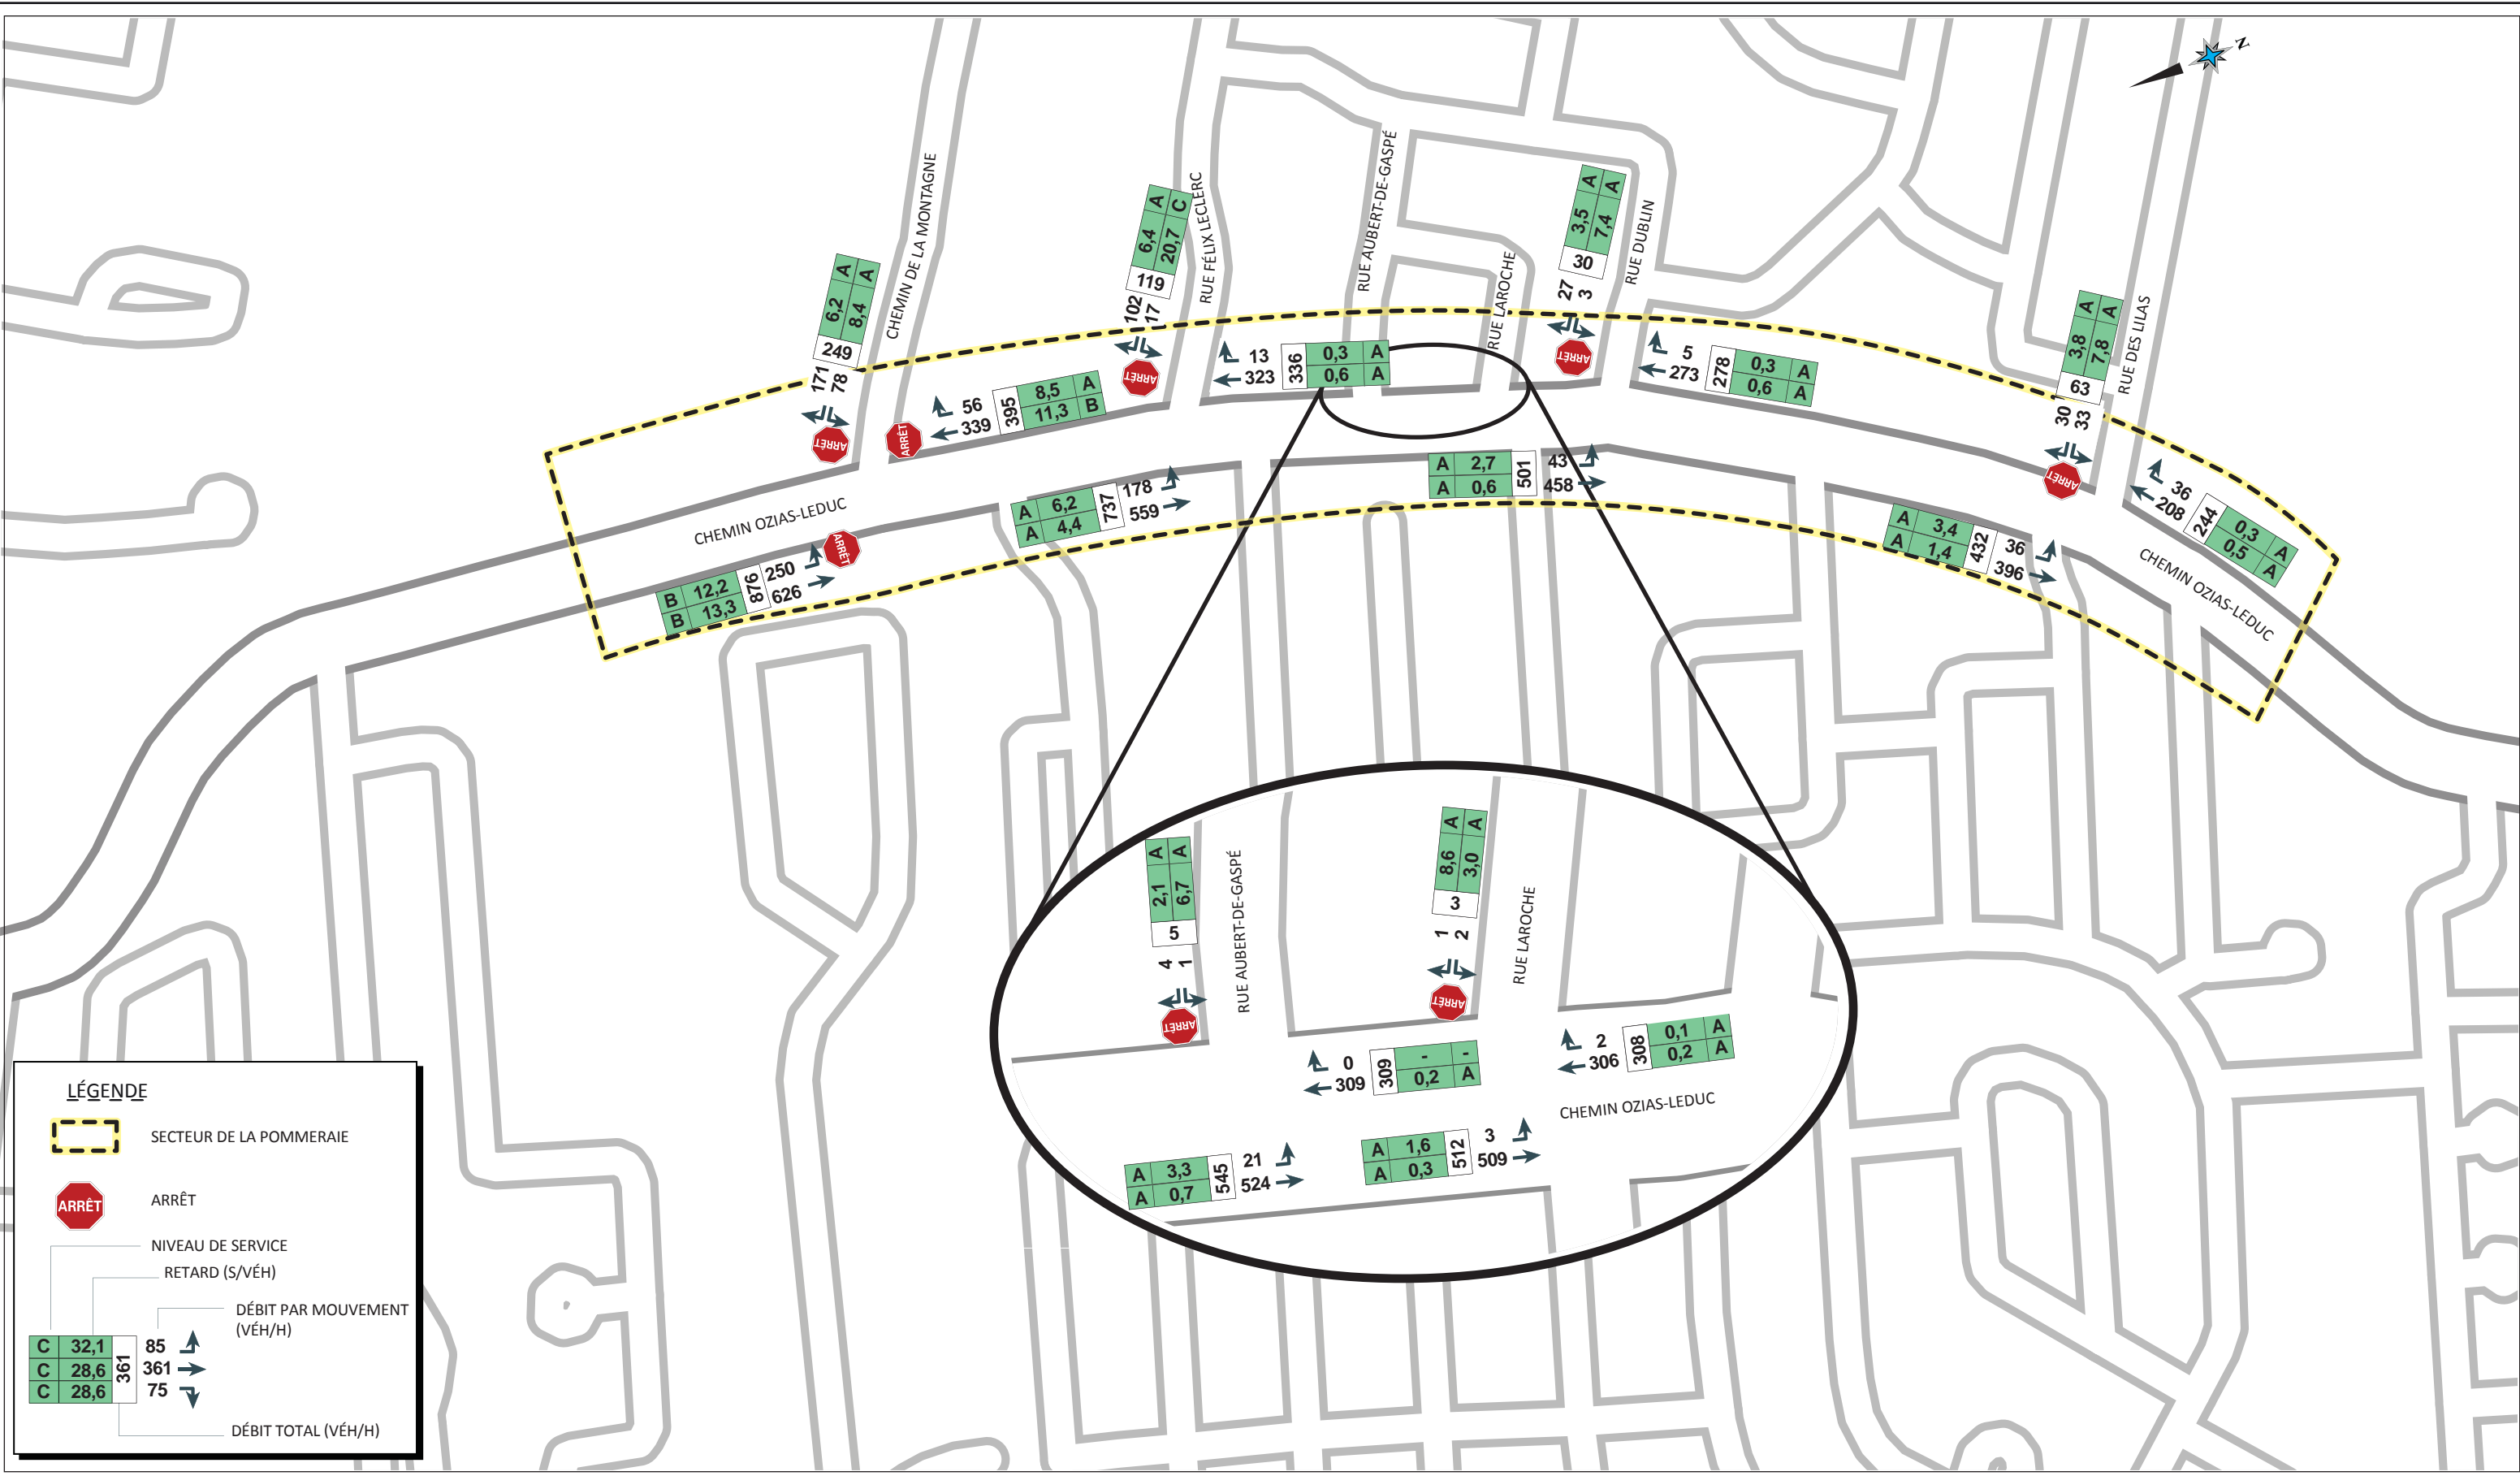 N
CHEMIN DE LA MONTAGNE
RUE FÉLIX LECLERC
RUE AUBERT-DE-GASPÉ
RUE LAROCHE
RUE DUBLIN
RUE DES LILAS
6,2 A
8,4 A
249
171
78
ARRÊT
ARRÊT
56
339
395
8,5 A
11,3 B
6,4 A
20,7 C
119
102
17
ARRÊT
13
323
336
0,3 A
0,6 A
3,5 A
7,4 A
30
27
3
ARRÊT
5
273
278
0,3 A
0,6 A
3,8 A
7,8 A
63
30
33
ARRÊT
36
208
244
0,3 A
0,5 A
CHEMIN OZIAS-LEDUC
CHEMIN OZIAS-LEDUC
B 12,2
B 13,3
876
250
626
ARRÊT
A 6,2
A 4,4
737
178
559
A 2,7
A 0,6
501
43
458
A 3,4
A 1,4
432
36
396
2,1 A
6,7 A
5
4
1
ARRÊT
RUE AUBERT-DE-GASPÉ
8,6 A
3,0 A
3
1
2
ARRÊT
RUE LAROCHE
0
309
309
- -
0,2 A
2
306
308
0,1 A
0,2 A
CHEMIN OZIAS-LEDUC
A 3,3
A 0,7
545
21
524
A 1,6
A 0,3
512
3
509
LÉGENDE
SECTEUR DE LA POMMERAIE
ARRÊT
ARRÊT
NIVEAU DE SERVICE
RETARD (S/VÉH)
DÉBIT PAR MOUVEMENT
(VÉH/H)
C 32,1
C 28,6
C 28,6
361
85
361
75
DÉBIT TOTAL (VÉH/H)